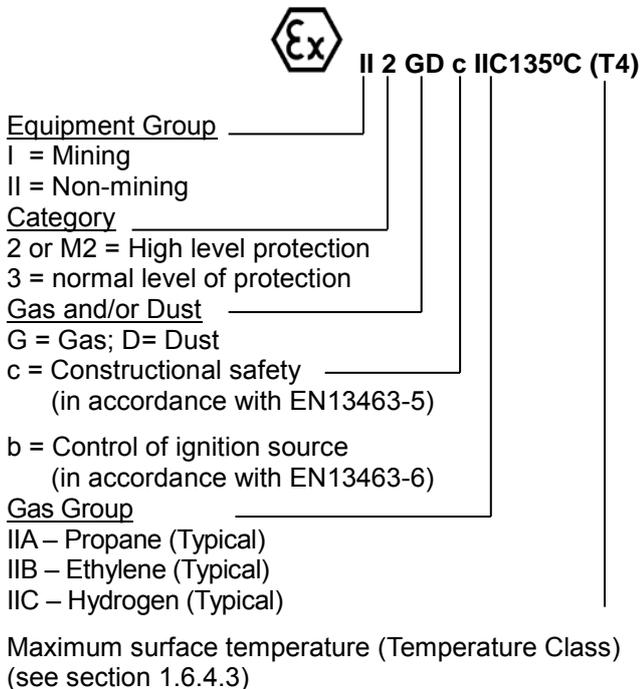 Ex II 2 GD c IIC135ºC (T4)
Equipment Group
I = Mining
II = Non-mining
Category
2 or M2 = High level protection
3 = normal level of protection
Gas and/or Dust
G = Gas; D= Dust
c = Constructional safety
(in accordance with EN13463-5)
b = Control of ignition source
(in accordance with EN13463-6)
Gas Group
IIA – Propane (Typical)
IIB – Ethylene (Typical)
IIC – Hydrogen (Typical)
Maximum surface temperature (Temperature Class)
(see section 1.6.4.3)